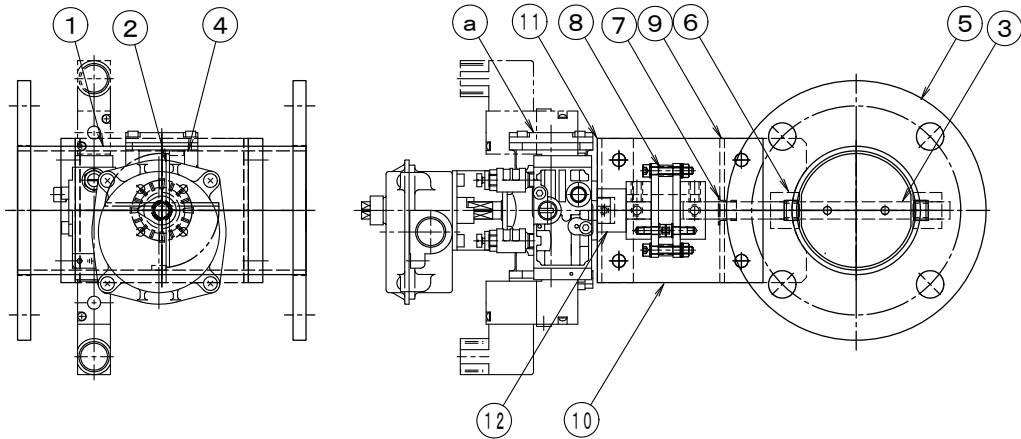 ① ② ④ ⓐ ⑪ ⑧ ⑦ ⑨ ⑥ ⑤ ③
⑫ ⑩